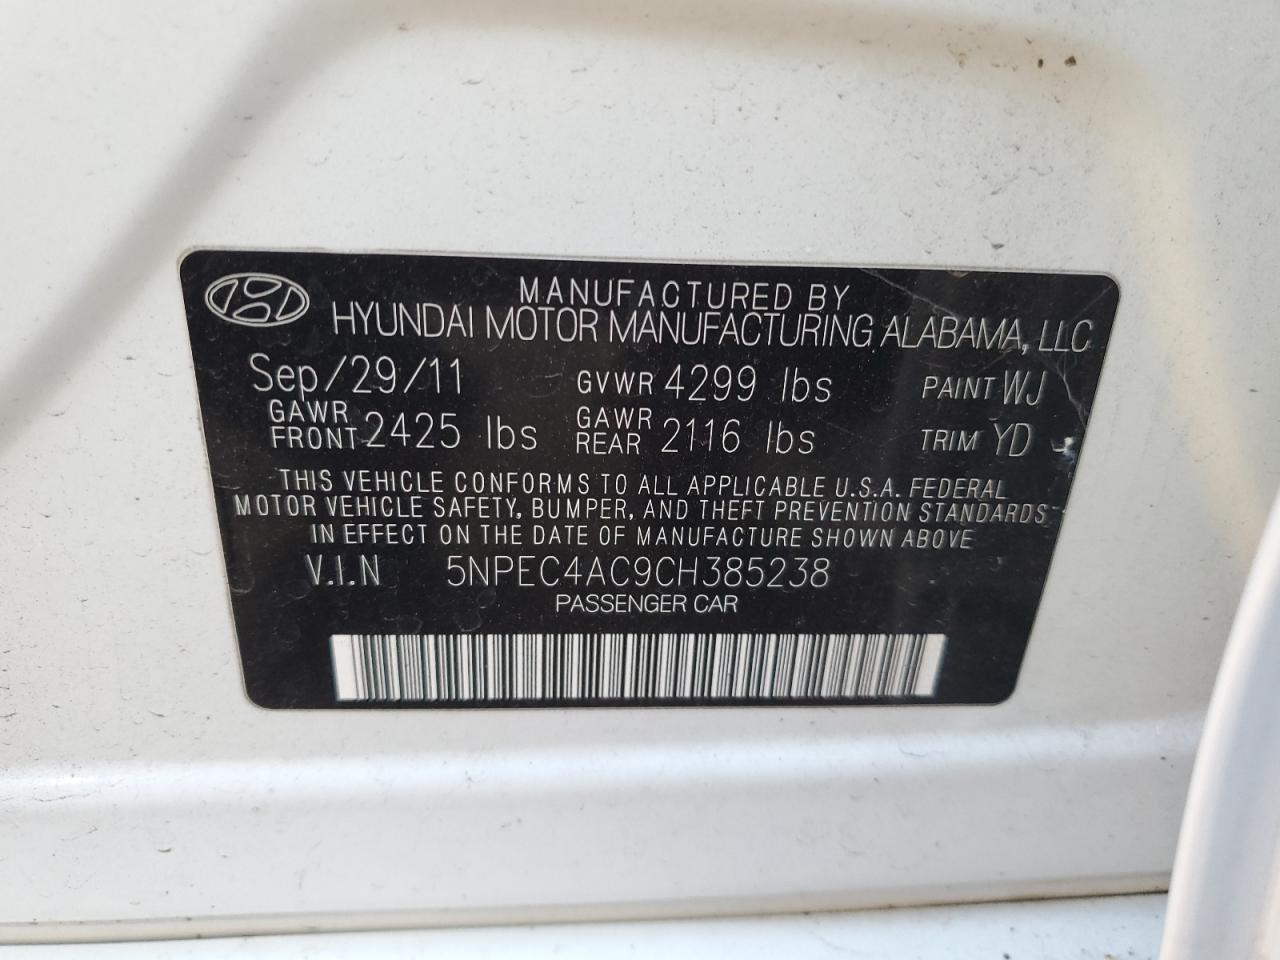 MANUFACTURED BY
HYUNDAI MOTOR MANUFACTURING ALABAMA, LLC
Sep/29/11 GVWR 4299 lbs PAINT WJ
GAWR FRONT 2425 lbs GAWR REAR 2116 lbs TRIM YD
THIS VEHICLE CONFORMS TO ALL APPLICABLE U.S.A. FEDERAL
MOTOR VEHICLE SAFETY, BUMPER, AND THEFT PREVENTION STANDARDS
IN EFFECT ON THE DATE OF MANUFACTURE SHOWN ABOVE
V.I.N 5NPEC4AC9CH385238
PASSENGER CAR